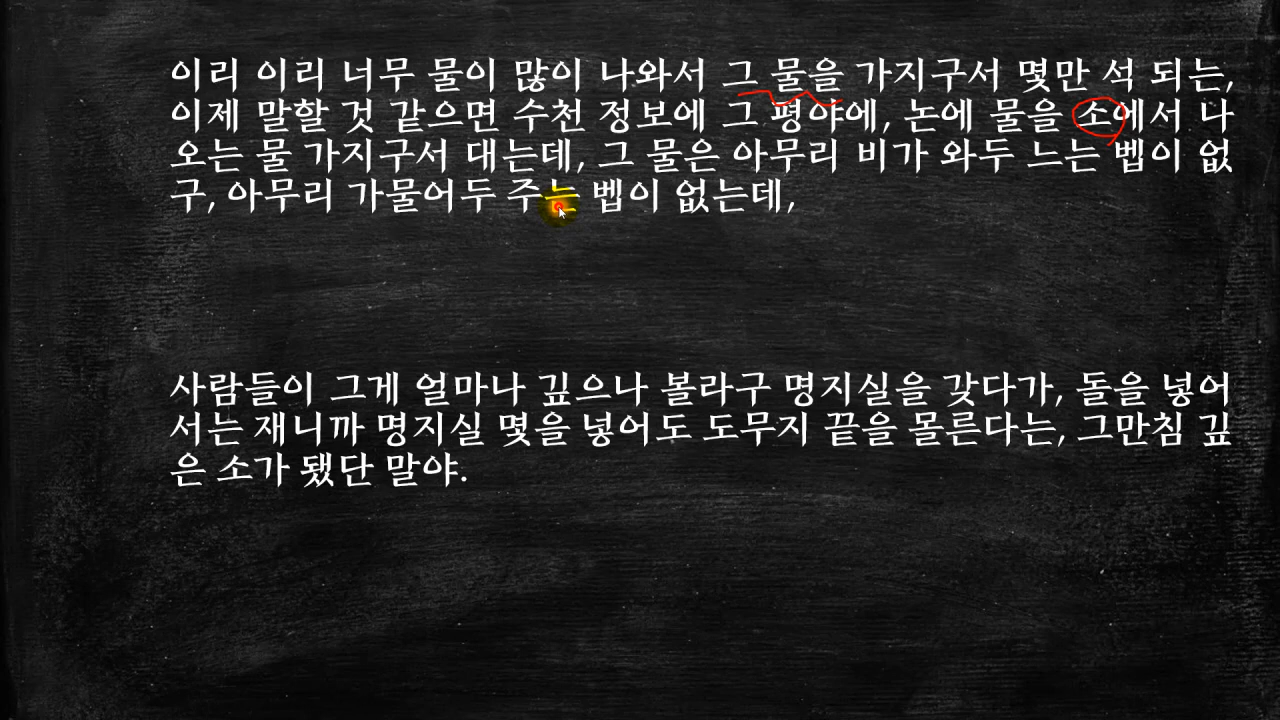 이리 이리 너무 물이 많이 나와서 그 물을 가지구서 몇만 석 되는,
이제 말할 것 같으면 수천 정보에 그 평야에, 논에 물을 소에서 나
오는 물 가지구서 대는데, 그 물은 아무리 비가 와두 느는 벱이 없
구, 아무리 가물어두 주는 벱이 없는데,
사람들이 그게 얼마나 깊으나 볼라구 명지실을 갖다가, 돌을 넣어
서는 재니까 명지실 몇을 넣어도 도무지 끝을 몰른다는, 그만침 깊
은 소가 됐단 말야.